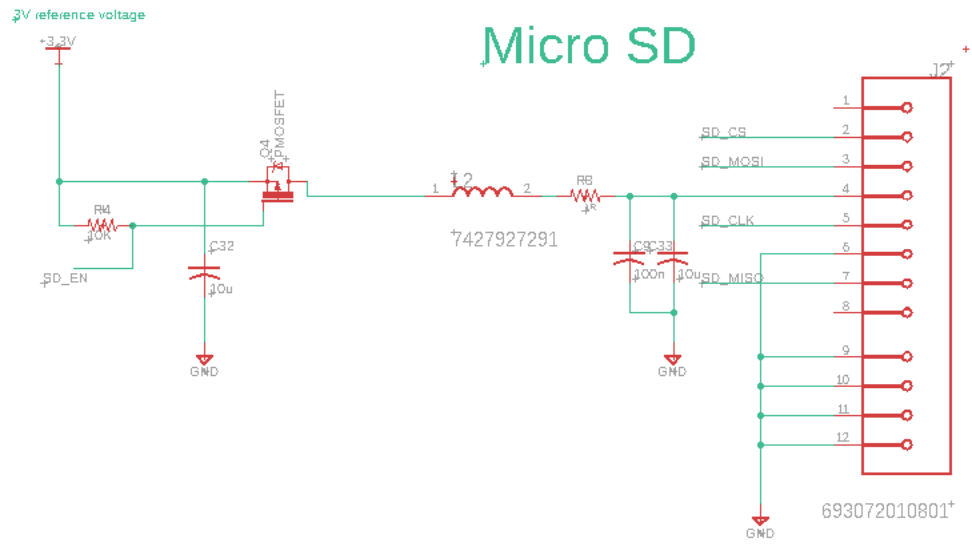 3V reference voltage
+3.3V
Micro SD
J2
Q4
PMOSFET
1
SD_CS
2
SD_MOSI
3
L2
1
2
R8
4
R
R4
10K
SD_CLK
5
7427927291
C32
6
C9
C33
SD_EN
100n
10u
SD_MISO
7
10u
8
GND
GND
9
10
11
12
693072010801
GND